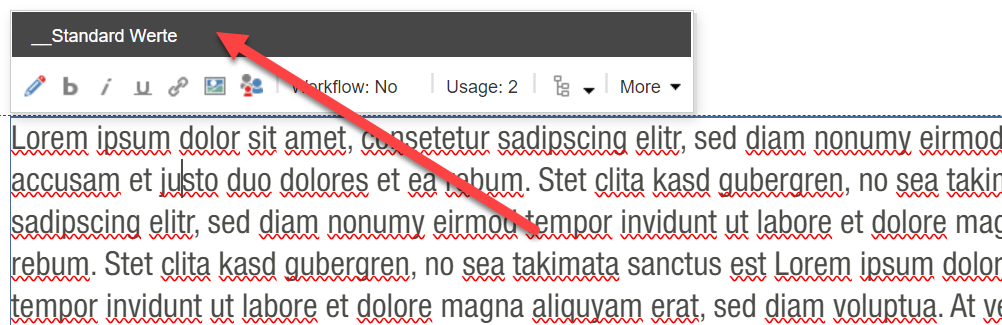 __Standard Werte
b i u Workflow: No Usage: 2 More
Lorem ipsum dolor sit amet, consetetur sadipscing elitr, sed diam nonumy eirmod
accusam et justo duo dolores et ea rebum. Stet clita kasd gubergren, no sea takim
sadipscing elitr, sed diam nonumy eirmod tempor invidunt ut labore et dolore mag
rebum. Stet clita kasd gubergren, no sea takimata sanctus est Lorem ipsum dolor
tempor invidunt ut labore et dolore magna aliquyam erat, sed diam voluptua. At ve